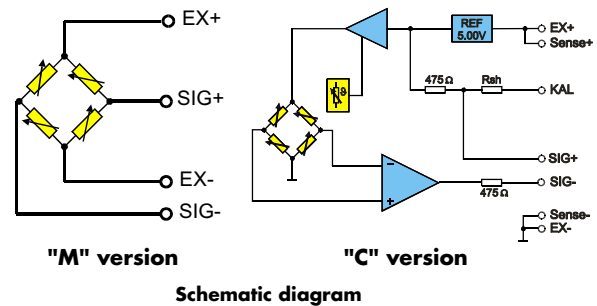 EX+
SIG+
EX-
SIG-
"M" version
REF
5.00V
EX+
Sense+
475Ω
Rsh
KAL
ϑ
SIG+
−
+
475Ω
SIG-
Sense-
EX-
"C" version
Schematic diagram